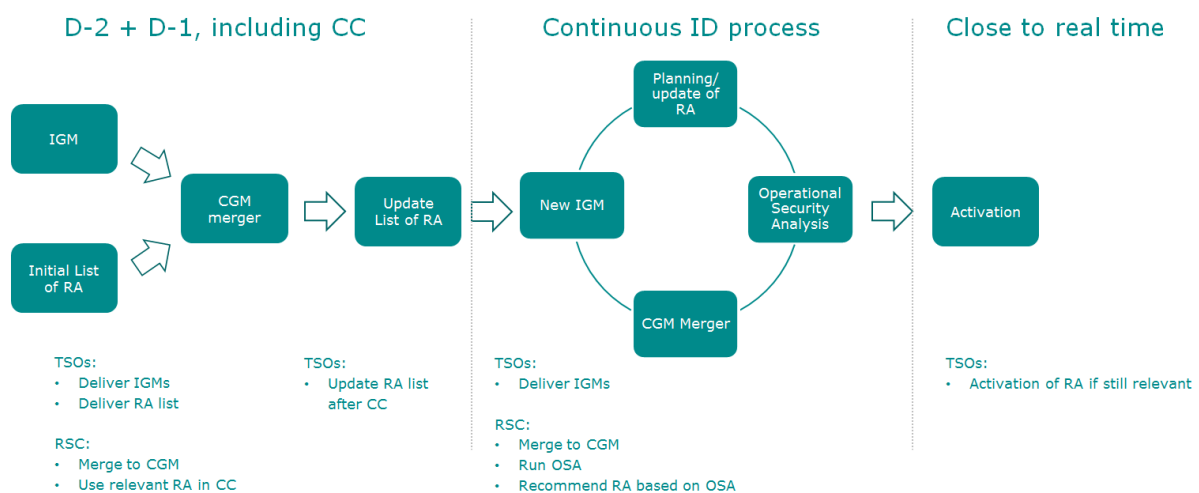 D-2 + D-1, including CC
Continuous ID process
Close to real time
IGM
Initial List
of RA
CGM
merger
Update
List of RA
New IGM
Planning/
update of
RA
Operational
Security
Analysis
CGM Merger
Activation
TSOs:
• Deliver IGMs
• Deliver RA list
RSC:
• Merge to CGM
• Use relevant RA in CC
TSOs:
• Update RA list
after CC
TSOs:
• Deliver IGMs
RSC:
• Merge to CGM
• Run OSA
• Recommend RA based on OSA
TSOs:
• Activation of RA if still relevant